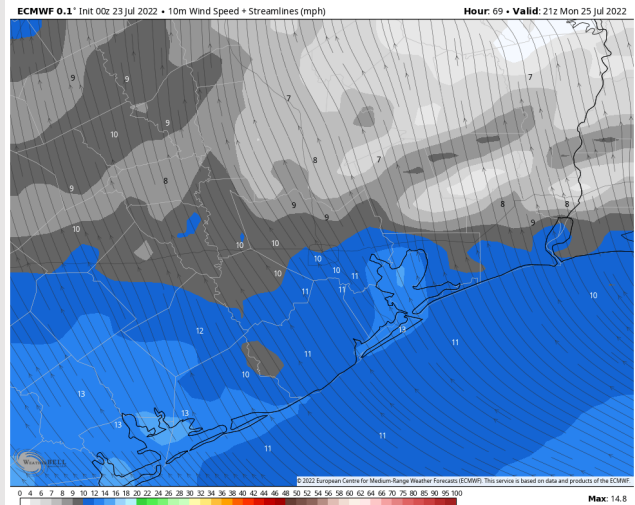 ECMWF 0.1° Init 00z 23 Jul 2022 • 10m Wind Speed + Streamlines (mph)
Hour: 69 • Valid: 21z Mon 25 Jul 2022
9 9 7 7
10 9
8 7
8
9 8 8
9 9 9
10 10 10
10 10 10 11
11 11 10
12 13
11 11
10
13
13 13
11 11
WEATHERBELL
© 2022 European Centre for Medium-Range Weather Forecasts (ECMWF). This service is based on data and products of the ECMWF
0 4 6 7 8 9 10 12 14 16 18 20 22 24 26 28 30 32 34 36 38 40 42 44 46 48 50 52 54 56 58 60 62 64 66 70 75 80 85 90 95 100
Max: 14.8